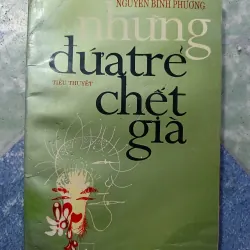 NGUYỄN BÌNH PHƯƠNG
những
đứa trẻ
TIỂU THUYẾT
chết
già